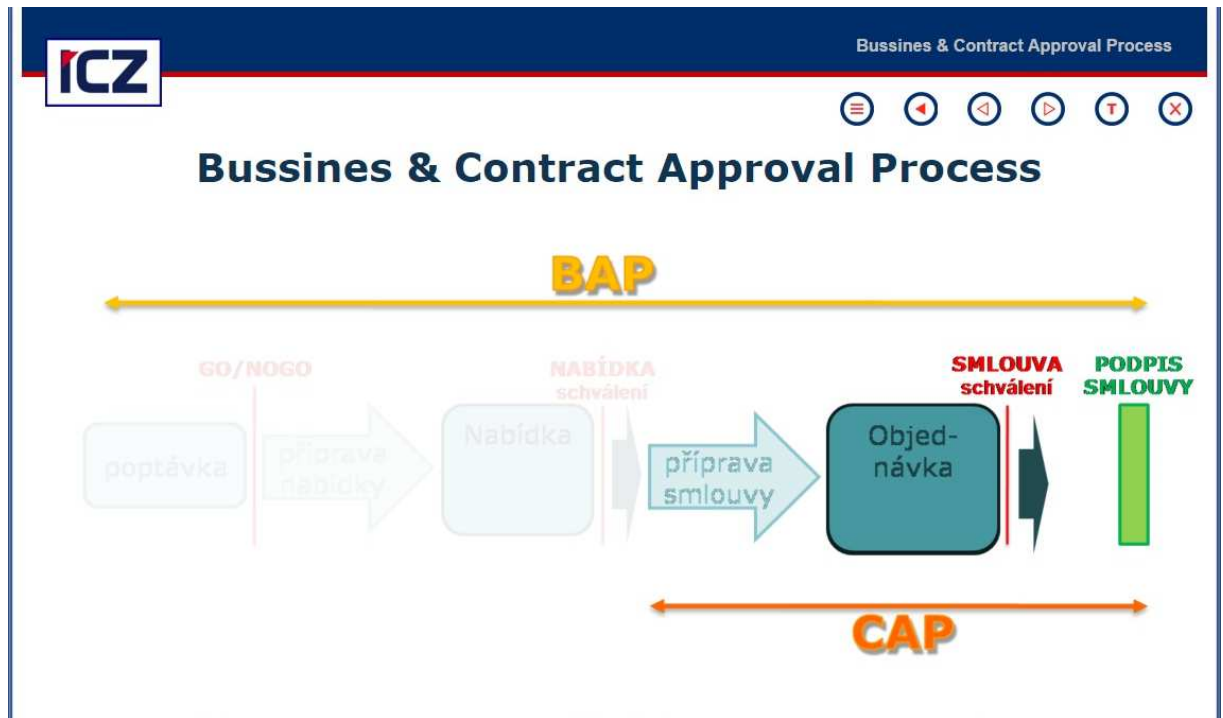 Bussines & Contract Approval Process
ICZ
T
Bussines & Contract Approval Process
BAP
GO/NOGO
NABÍDKA
schválení
SMLOUVA
schválení
PODPIS
SMLOUVY
poptávka
příprava
nabídky
Nabídka
příprava
smlouvy
Objed-
návka
CAP